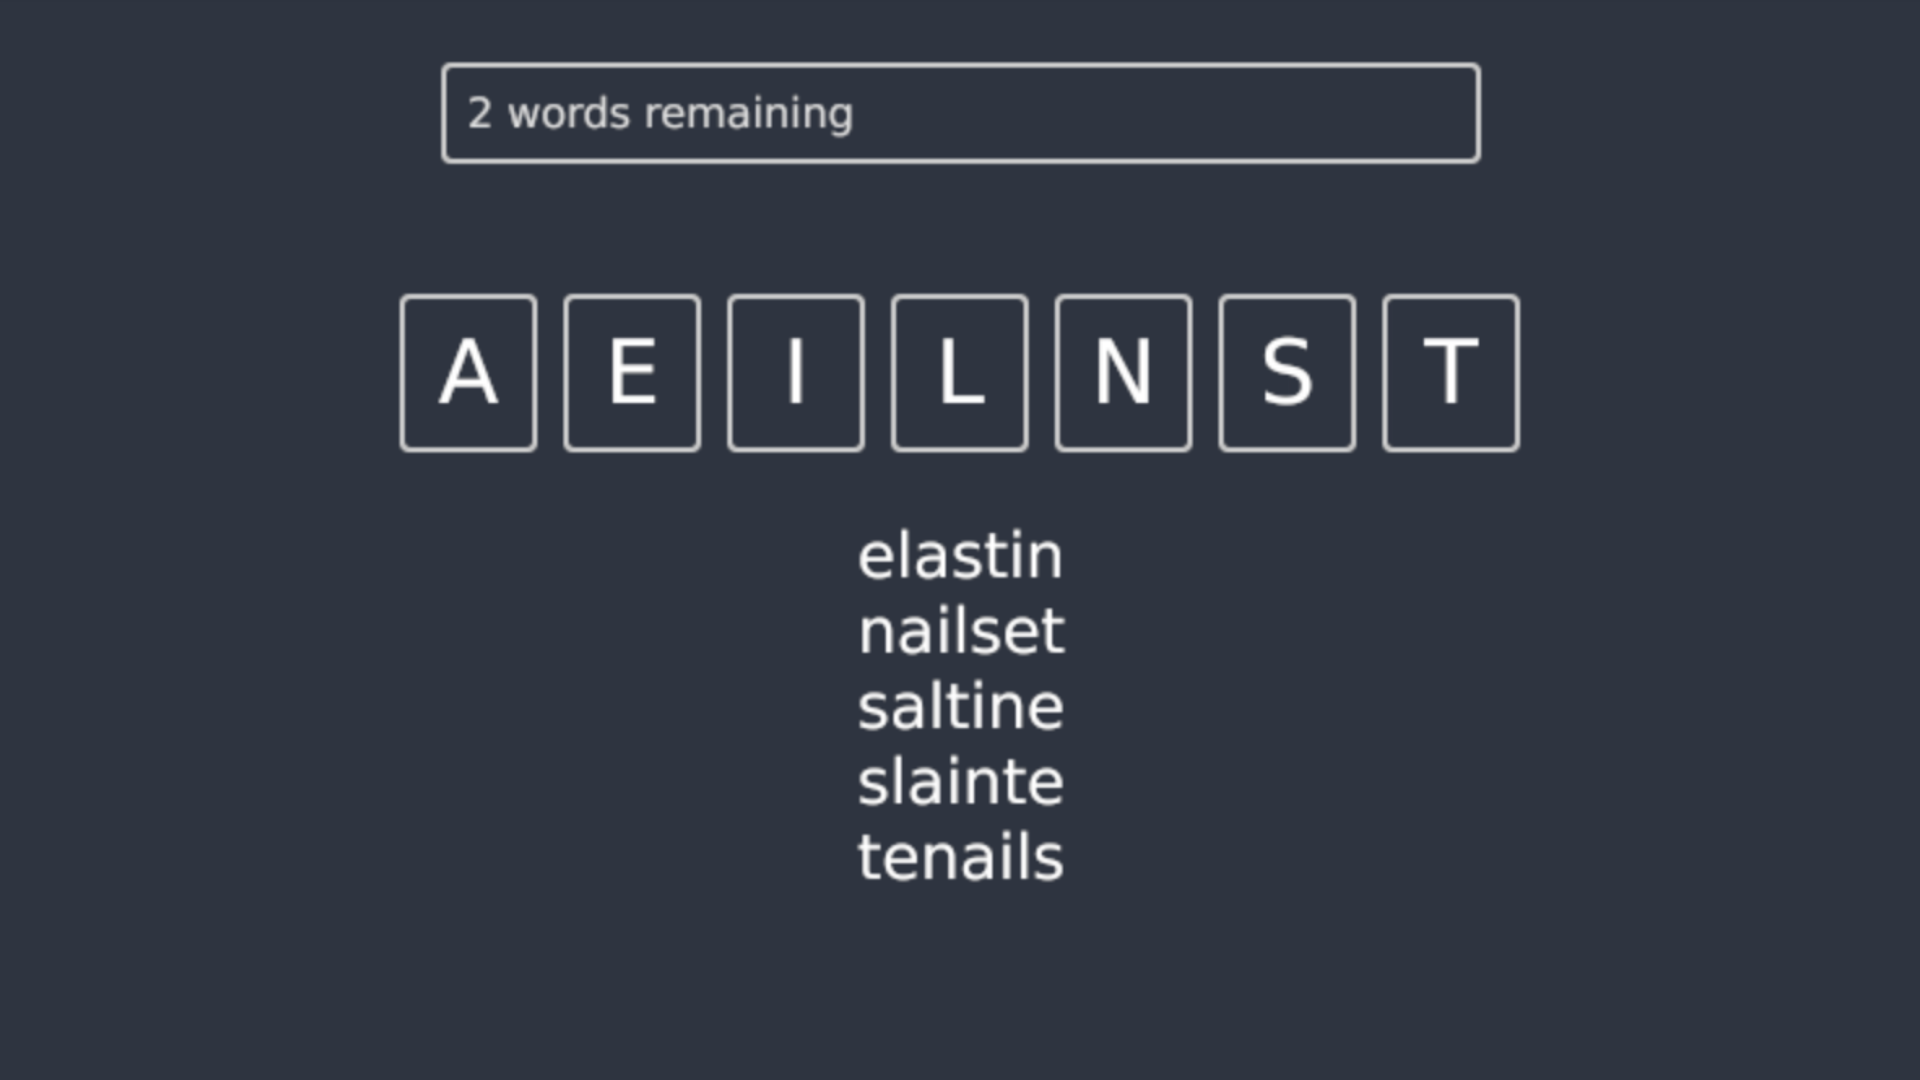 2 words remaining
A E I L N S T
elastin
nailset
saltine
slainte
tenails